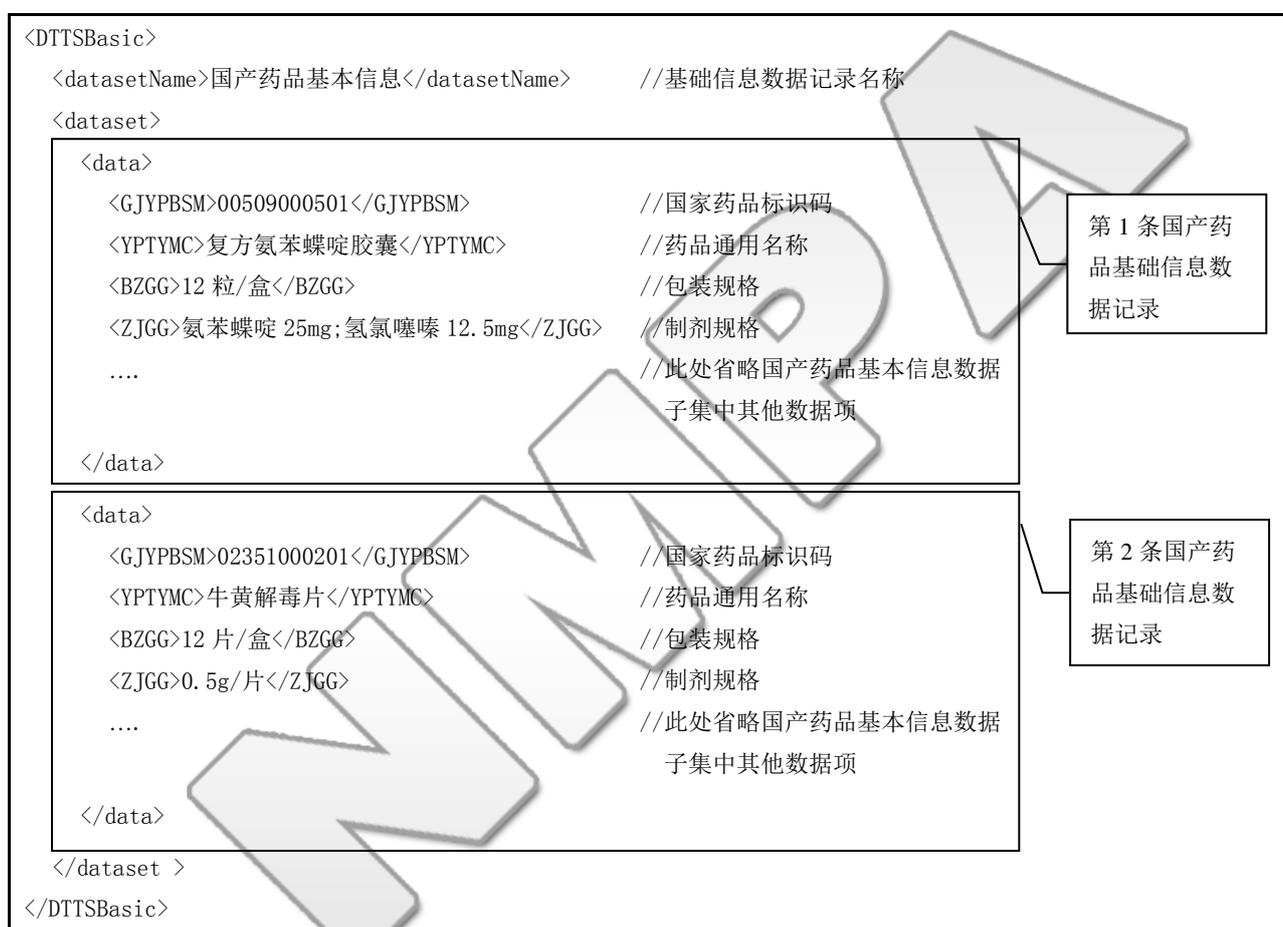 <DTTSBasic>
<datasetName>国产药品基本信息</datasetName> //基础信息数据记录名称
<dataset>
<data>
<GJYPBSM>00509000501</GJYPBSM> //国家药品标识码
<YPTYMC>复方氨苯蝶啶胶囊</YPTYMC> //药品通用名称
<BZGG>12 粒/盒</BZGG> //包装规格
<ZJGG>氨苯蝶啶 25mg;氢氯噻嗪 12.5mg</ZJGG> //制剂规格
.... //此处省略国产药品基本信息数据
子集中其他数据项
</data>
第 1 条国产药
品基础信息数
据记录
<data>
<GJYPBSM>02351000201</GJYPBSM> //国家药品标识码
<YPTYMC>牛黄解毒片</YPTYMC> //药品通用名称
<BZGG>12 片/盒</BZGG> //包装规格
<ZJGG>0.5g/片</ZJGG> //制剂规格
.... //此处省略国产药品基本信息数据
子集中其他数据项
</data>
第 2 条国产药
品基础信息数
据记录
</dataset >
</DTTSBasic>
NMPA